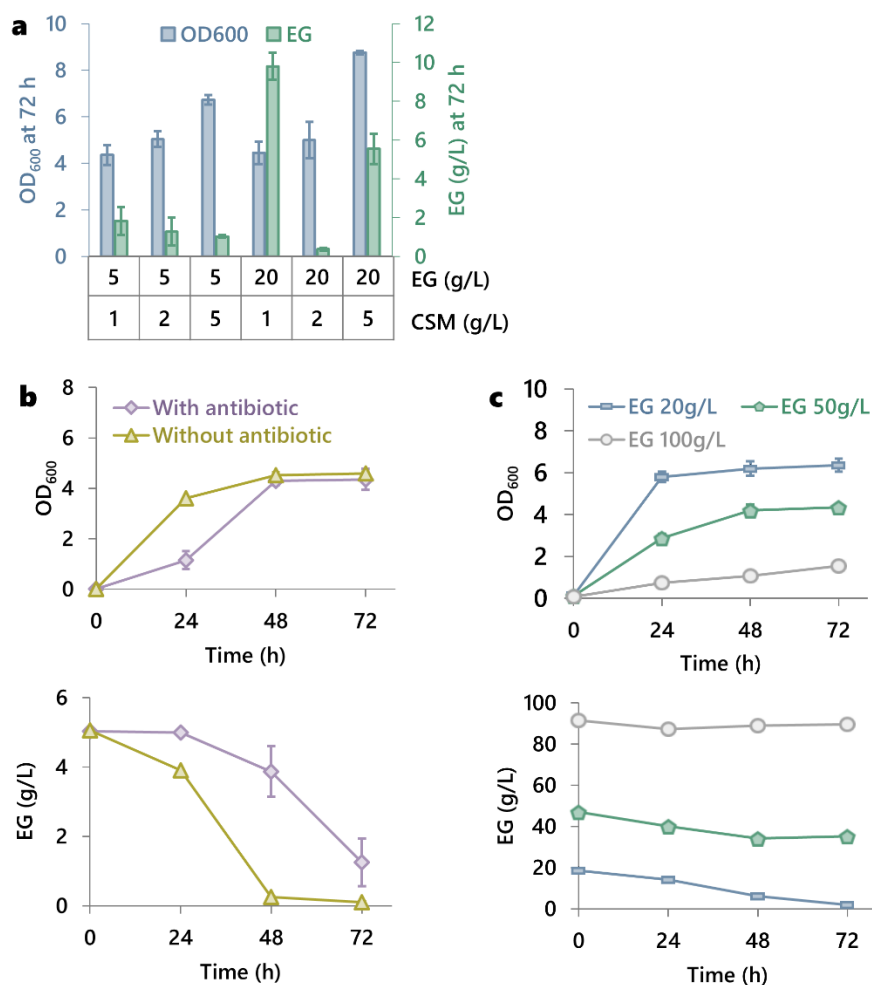 a
OD600 EG
OD600 at 72 h
10
8
6
4
2
0
EG (g/L) at 72 h
12
10
8
6
4
2
0
5 5 5 20 20 20 EG (g/L)
1 2 5 1 2 5 CSM (g/L)
b
With antibiotic
Without antibiotic
OD600
8
6
4
2
0
0 24 48 72
Time (h)
EG (g/L)
6
4
2
0
0 24 48 72
Time (h)
c
EG 20g/L EG 50g/L
EG 100g/L
OD600
10
8
6
4
2
0
0 24 48 72
Time (h)
EG (g/L)
100
80
60
40
20
0
0 24 48 72
Time (h)